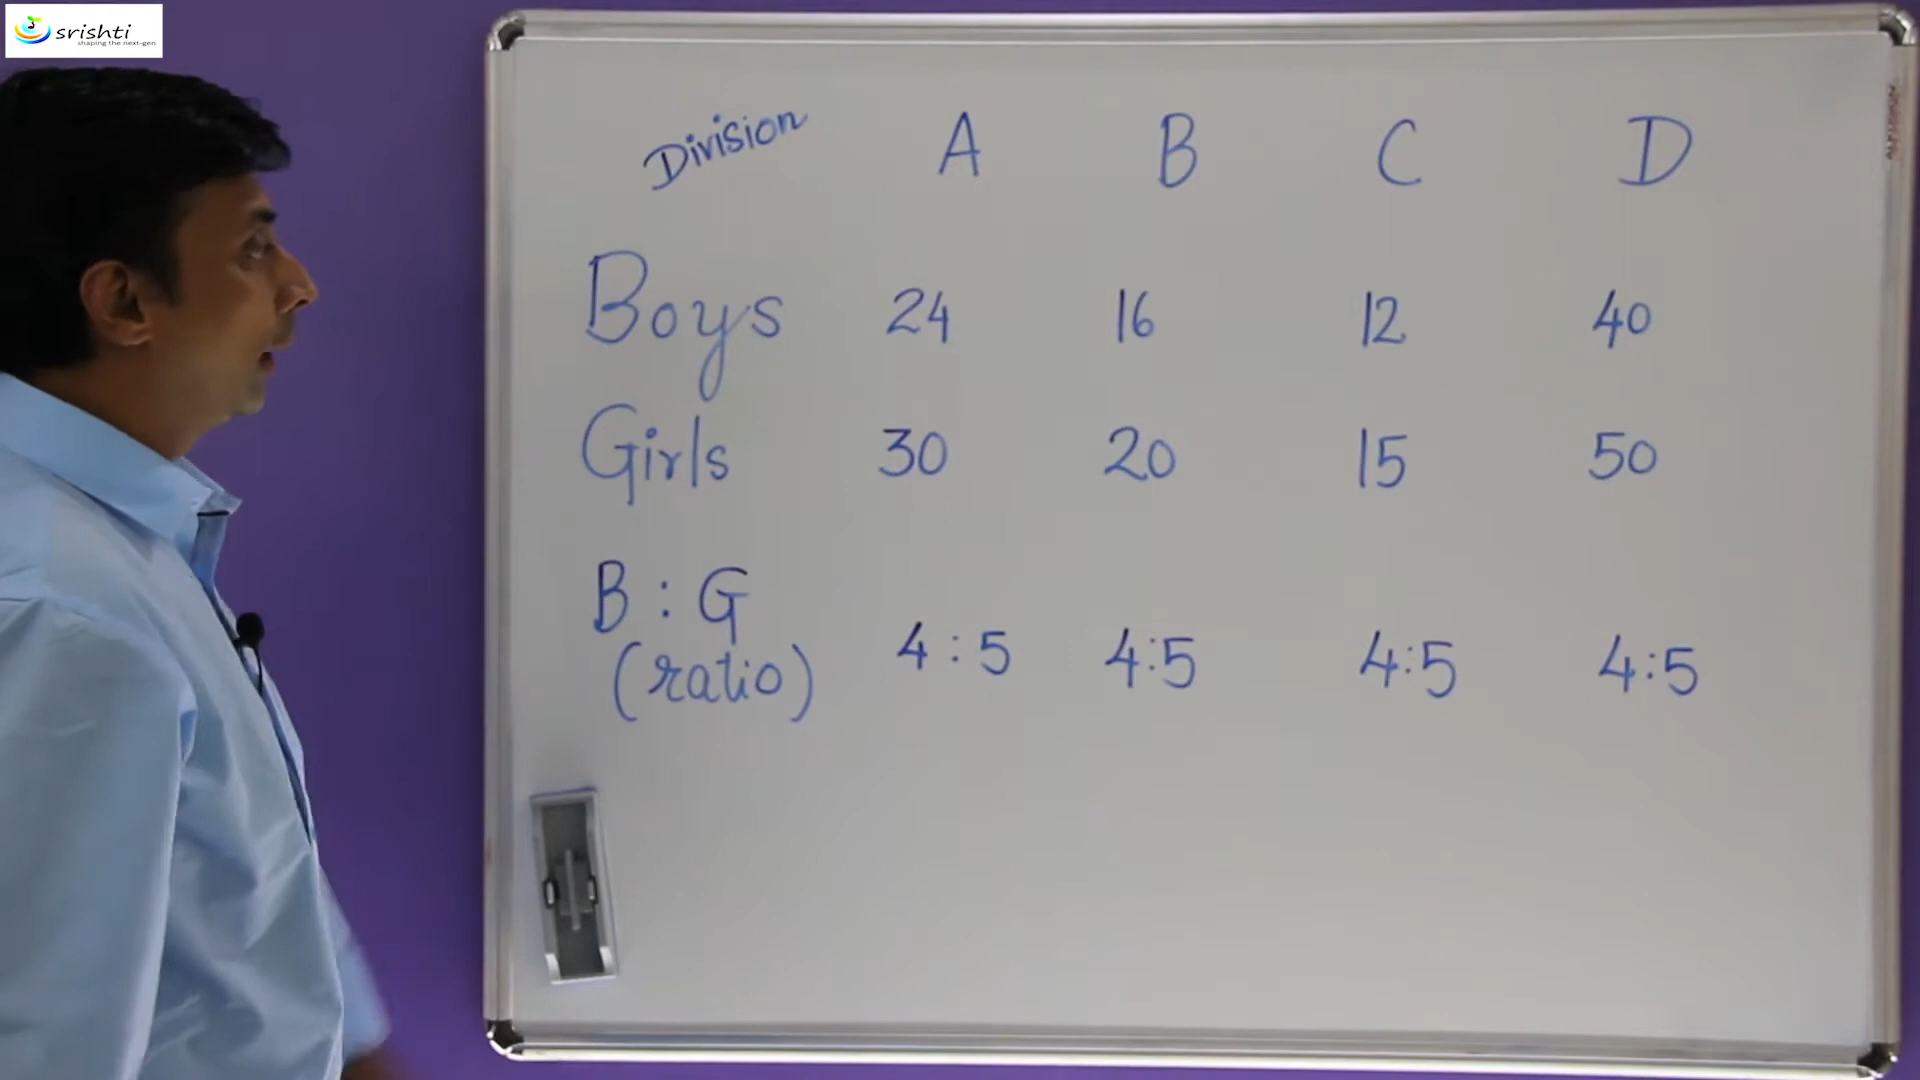 srishti
shaping the next-gen
Division A B C D
Boys 24 16 12 40
Girls 30 20 15 50
B : G
(ratio) 4 : 5 4:5 4:5 4:5